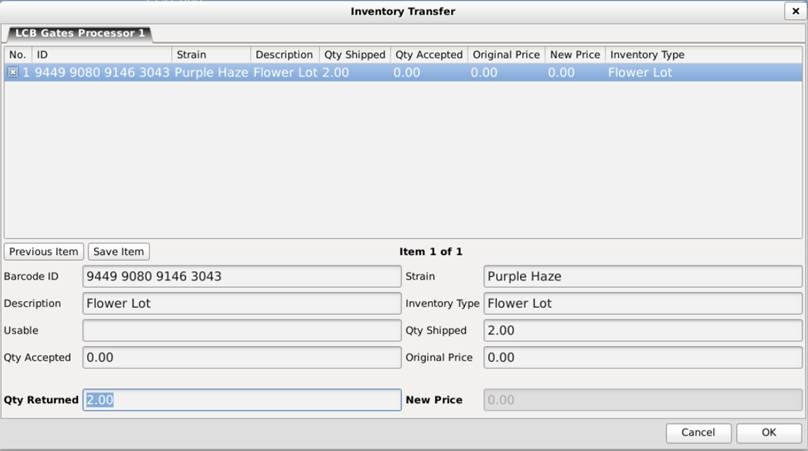 Inventory Transfer
LCB Gates Processor 1
No. ID Strain Description Qty Shipped Qty Accepted Original Price New Price Inventory Type
1 9449 9080 9146 3043 Purple Haze Flower Lot 2.00 0.00 0.00 0.00 Flower Lot
Previous Item Save Item Item 1 of 1
Barcode ID 9449 9080 9146 3043 Strain Purple Haze
Description Flower Lot Inventory Type Flower Lot
Usable Qty Shipped 2.00
Qty Accepted 0.00 Original Price 0.00
Qty Returned 2.00 New Price 0.00
Cancel OK